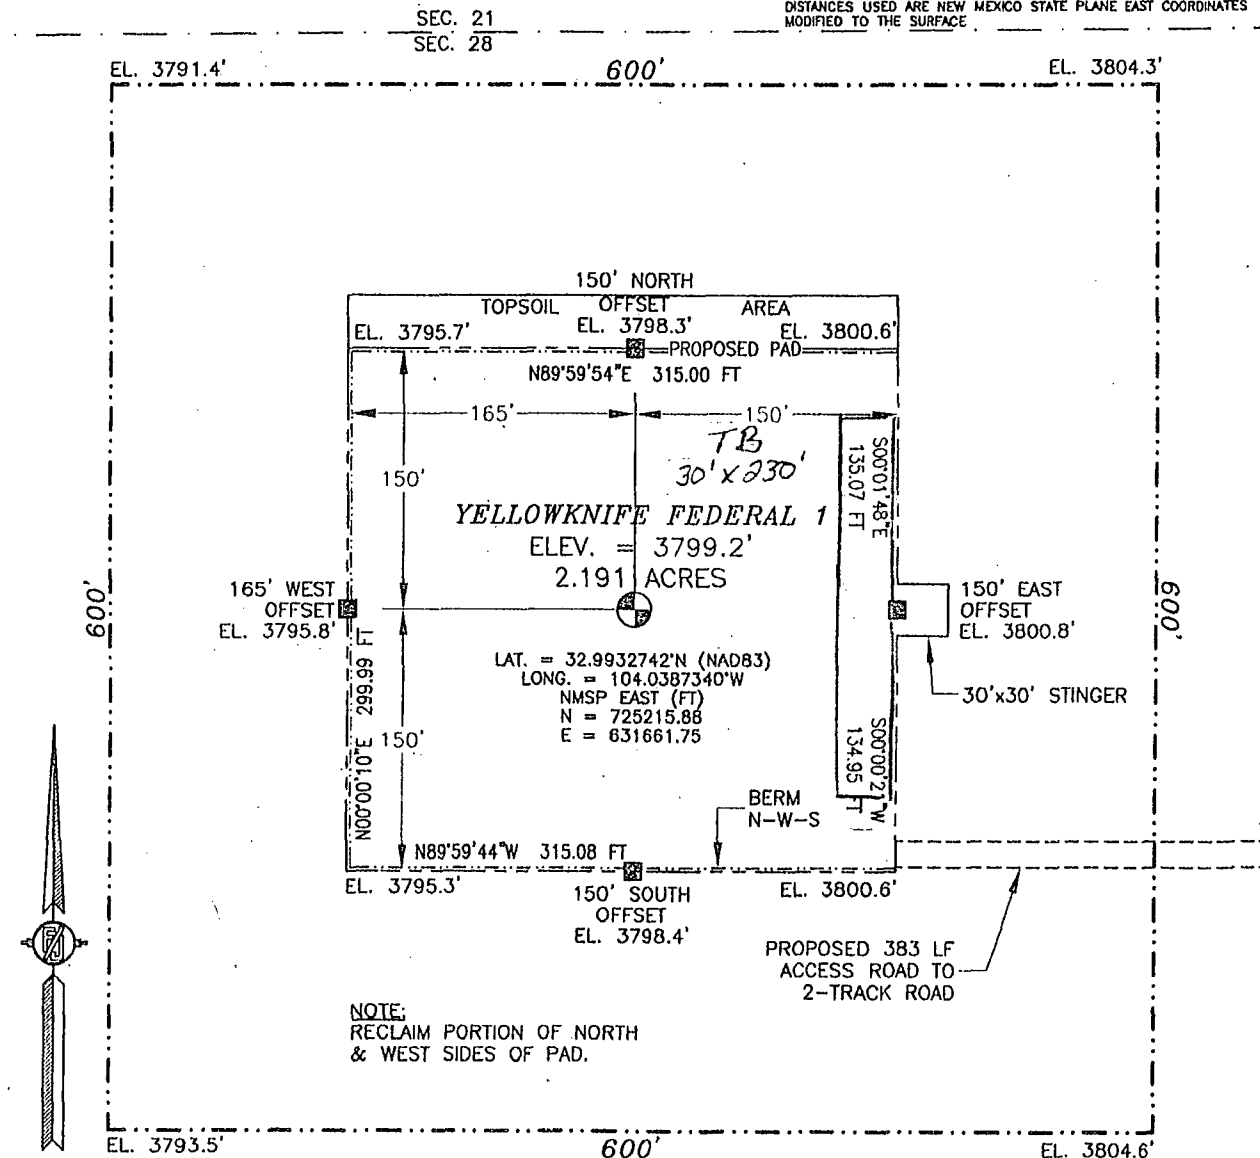 DISTANCES USED ARE NEW MEXICO STATE PLANE EAST COORDINATES
MODIFIED TO THE SURFACE
SEC. 21
SEC. 28
EL. 3791.4'
600'
EL. 3804.3'
150' NORTH
OFFSET
EL. 3798.3'
TOPSOIL
AREA
EL. 3795.7'
EL. 3800.6'
PROPOSED PAD
N89°59'54"E 315.00 FT
165'
150'
TB
30' x 230'
150'
S00°01'48"E
135.07 FT
YELLOWKNIFE FEDERAL 1
ELEV. = 3799.2'
2.191 ACRES
600'
165' WEST
OFFSET
EL. 3795.8'
150' EAST
OFFSET
EL. 3800.8'
600'
LAT. = 32.9932742°N (NAD83)
LONG. = 104.0387340°W
NMSP EAST (FT)
N = 725215.88
E = 631661.75
30'x30' STINGER
N00°00'10"E 299.99 FT
150'
S00°00'21"W
134.95 FT
BERM
N-W-S
N89°59'44"W 315.08 FT
EL. 3795.3'
150' SOUTH
OFFSET
EL. 3798.4'
EL. 3800.6'
PROPOSED 383 LF
ACCESS ROAD TO
2-TRACK ROAD
NOTE:
RECLAIM PORTION OF NORTH
& WEST SIDES OF PAD.
EL. 3793.5'
600'
EL. 3804.6'